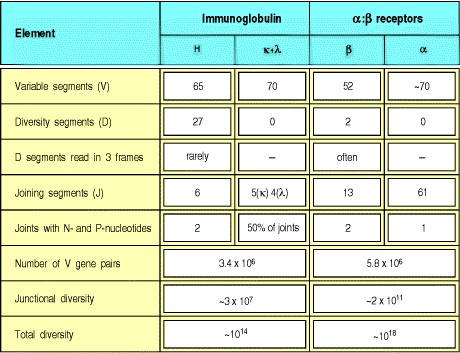 Element Immunoglobulin α:β receptors
H κ+λ β α
Variable segments (V) 65 70 52 ~70
Diversity segments (D) 27 0 2 0
D segments read in 3 frames rarely – often –
Joining segments (J) 6 5(κ) 4(λ) 13 61
Joints with N- and P-nucleotides 2 50% of joints 2 1
Number of V gene pairs 3.4 x 10⁶ 5.8 x 10⁶
Junctional diversity ~3 x 10⁷ ~2 x 10¹¹
Total diversity ~10¹⁴ ~10¹⁸